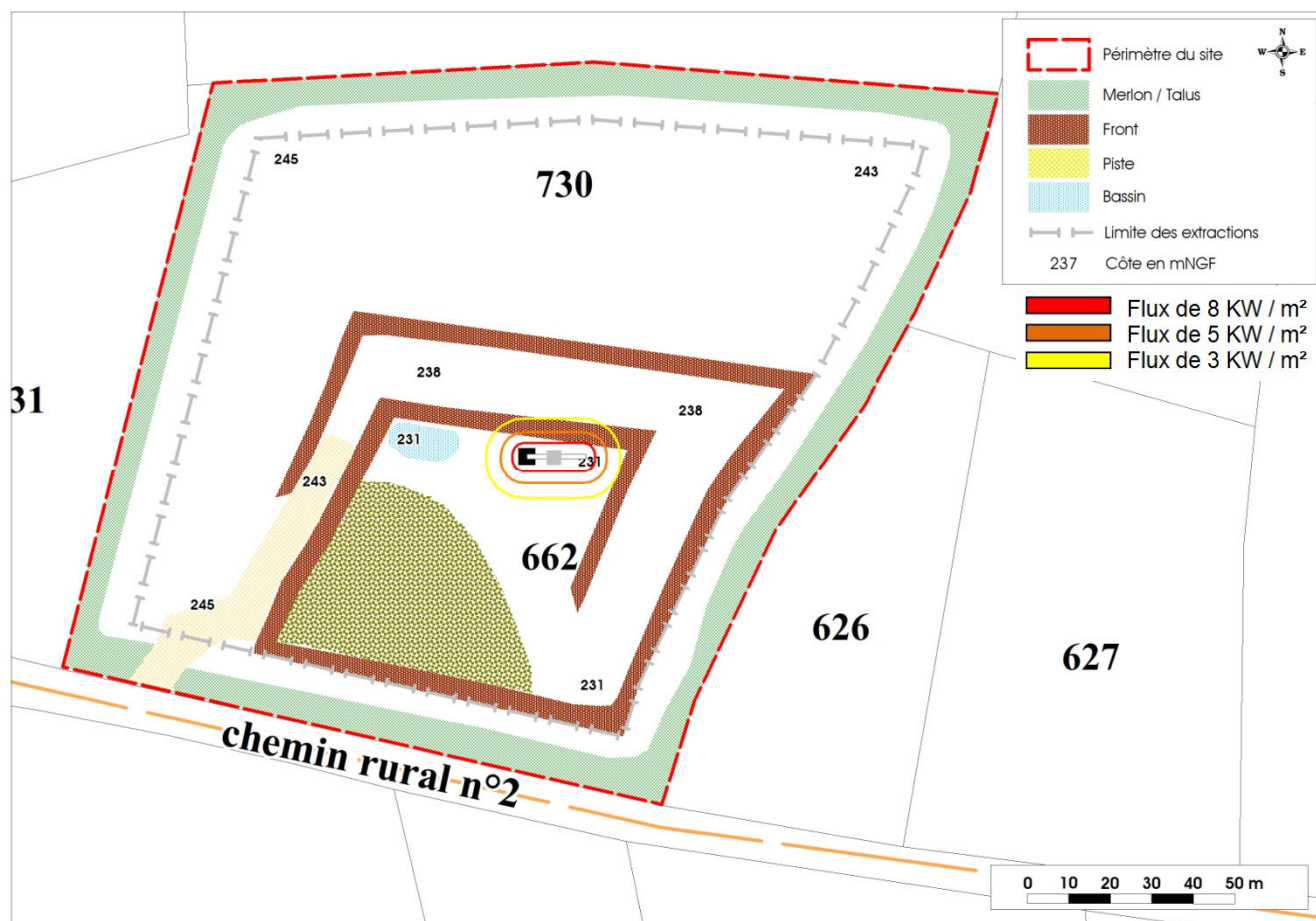 N
W E
S
Périmètre du site
Merlon / Talus
Front
Piste
Bassin
Limite des extractions
237 Côte en mNGF
Flux de 8 KW / m²
Flux de 5 KW / m²
Flux de 3 KW / m²
245
730
243
238
31
238
231
231
243
662
245
626
627
231
chemin rural n°2
0 10 20 30 40 50 m